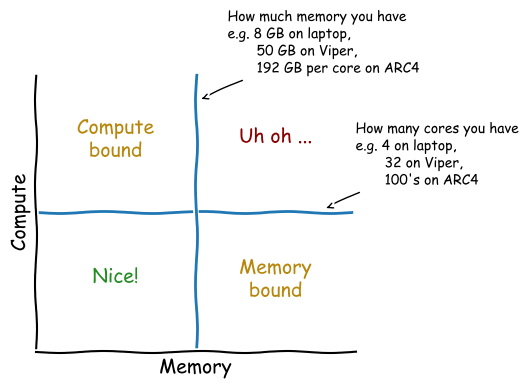 How much memory you have
e.g. 8 GB on laptop,
50 GB on Viper,
192 GB per core on ARC4
Compute
bound
Uh oh ...
How many cores you have
e.g. 4 on laptop,
32 on Viper,
100's on ARC4
Compute
Nice!
Memory
bound
Memory